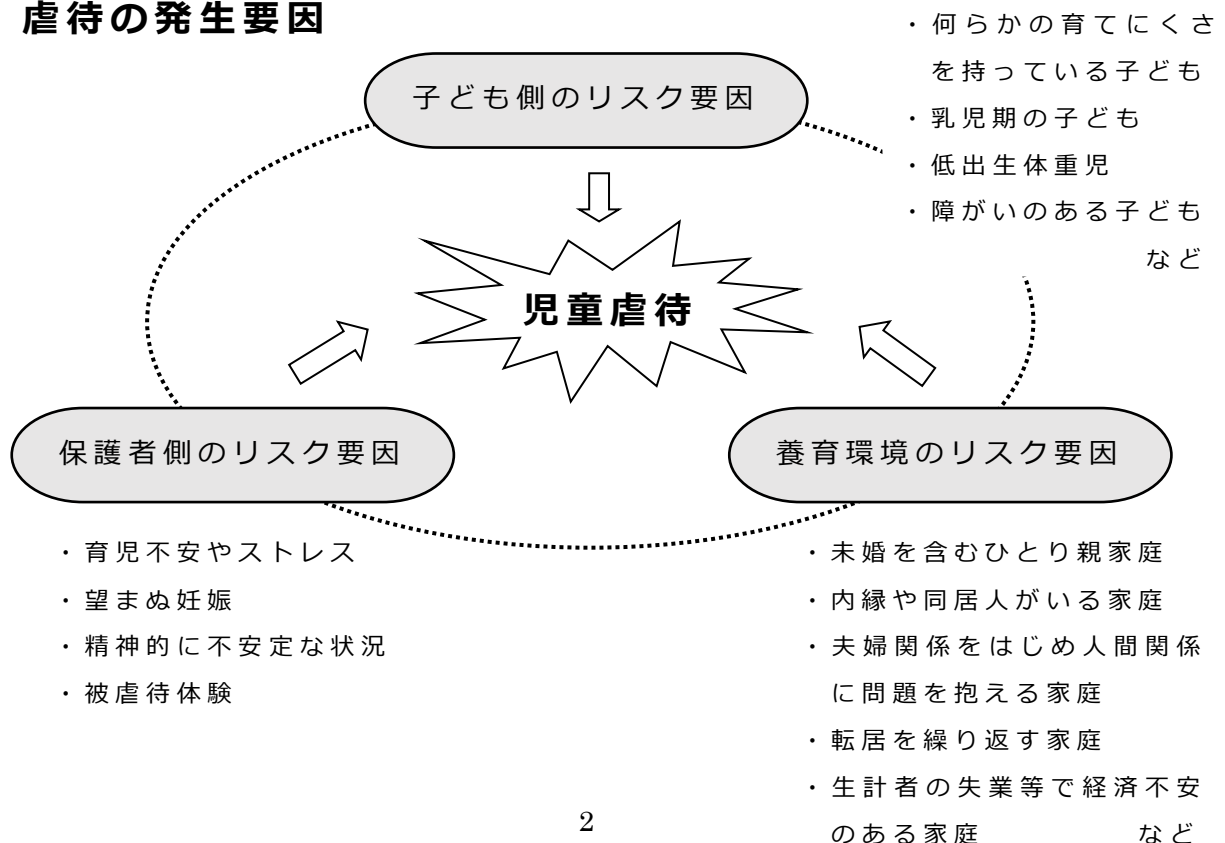 虐待の発生要因
子ども側のリスク要因
・何らかの育てにくさ
を持っている子ども
・乳児期の子ども
・低出生体重児
・障がいのある子ども
など
児童虐待
保護者側のリスク要因
・育児不安やストレス
・望まぬ妊娠
・精神的に不安定な状況
・被虐待体験
養育環境のリスク要因
・未婚を含むひとり親家庭
・内縁や同居人がいる家庭
・夫婦関係をはじめ人間関係
に問題を抱える家庭
・転居を繰り返す家庭
・生計者の失業等で経済不安
のある家庭 など
2